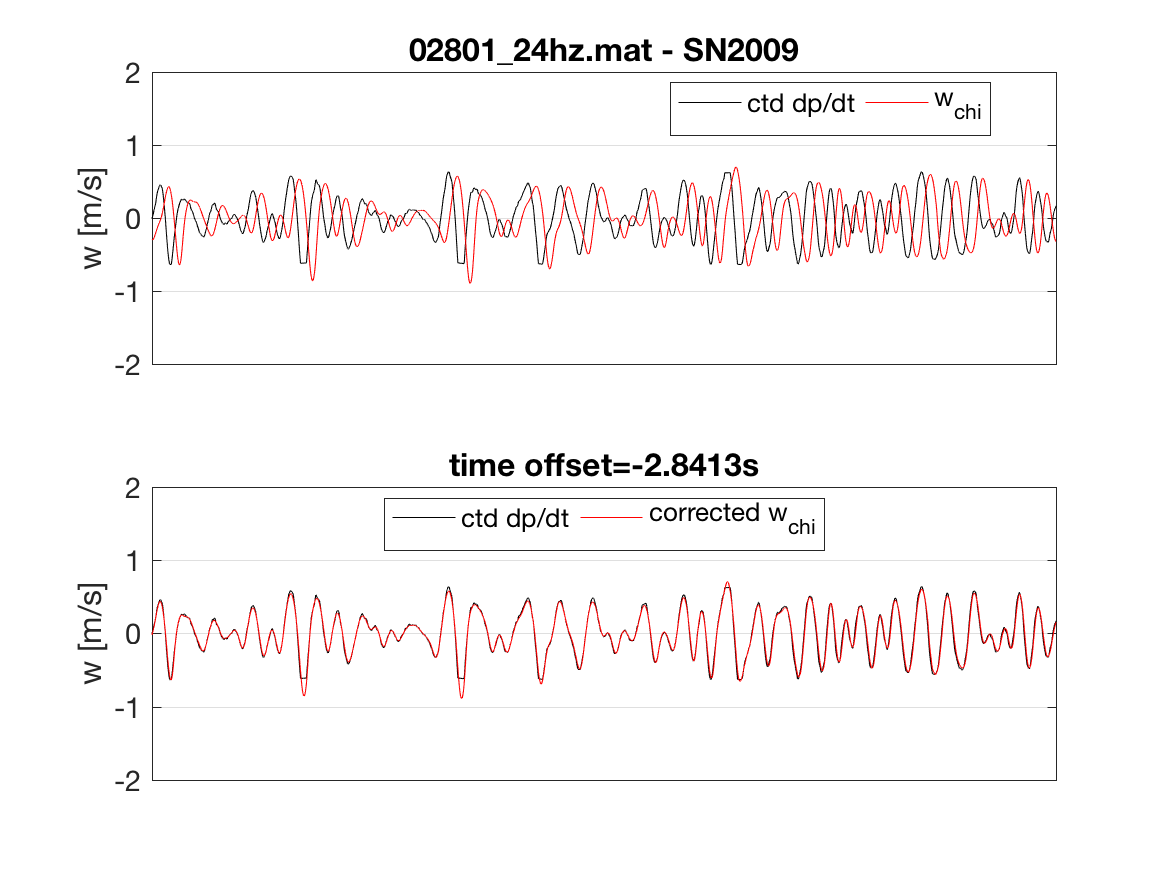 02801_24hz.mat - SN2009
2
1
0
-1
-2
w [m/s]
ctd dp/dt
w_chi
time offset=-2.8413s
2
1
0
-1
-2
w [m/s]
ctd dp/dt
corrected w_chi